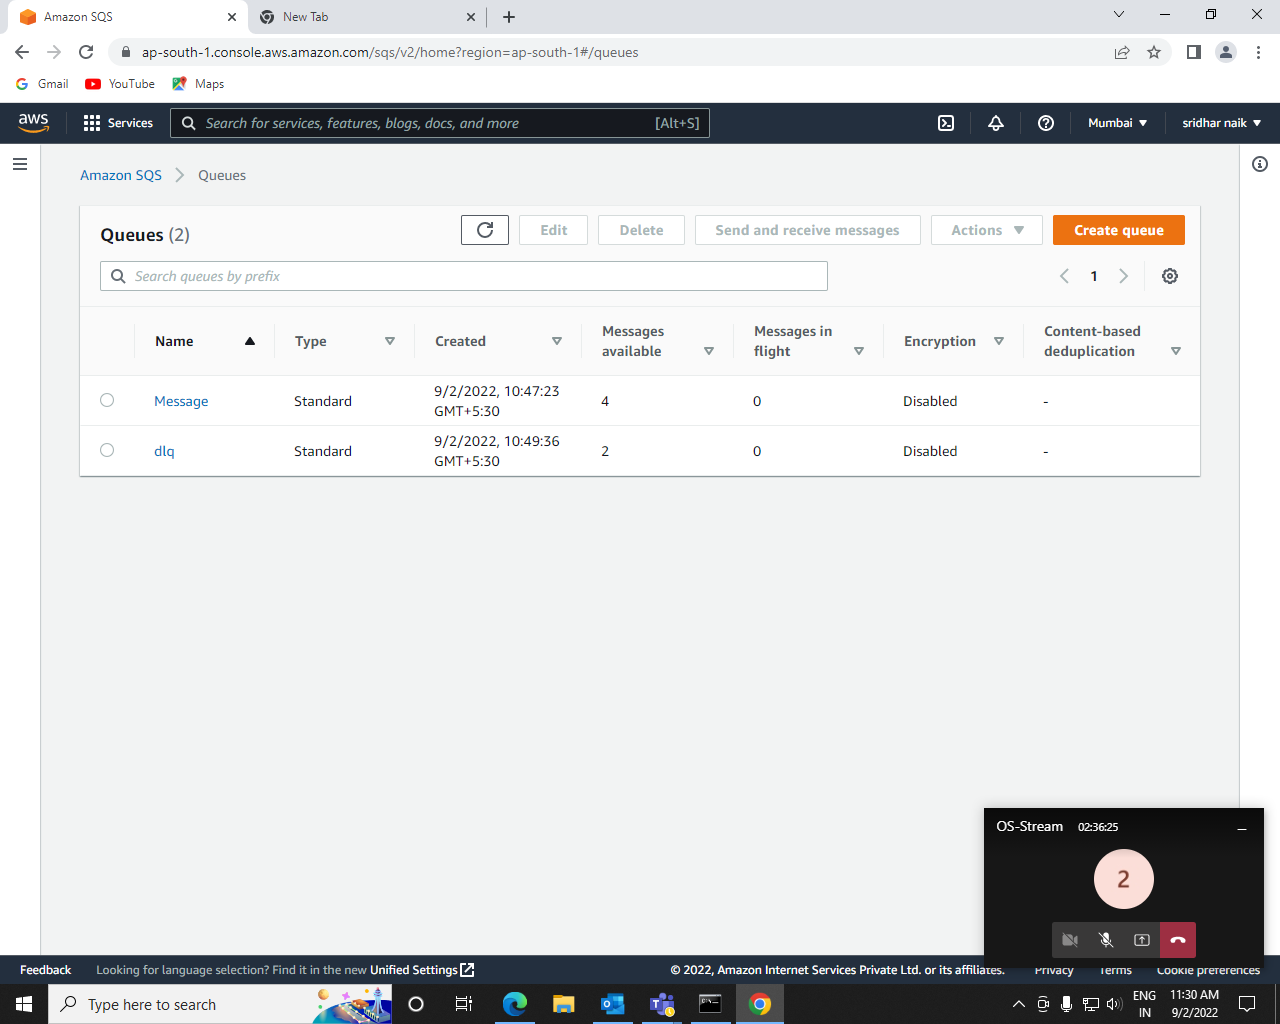 Amazon SQS
New Tab
ap-south-1.console.aws.amazon.com/sqs/v2/home?region=ap-south-1#/queues
Gmail YouTube Maps
aws Services Search for services, features, blogs, docs, and more [Alt+S] Mumbai sridhar naik
Amazon SQS Queues
Queues (2) Edit Delete Send and receive messages Actions Create queue
Search queues by prefix 1
Name Type Created Messages available Messages in flight Encryption Content-based deduplication
Message Standard 9/2/2022, 10:47:23 GMT+5:30 4 0 Disabled -
dlq Standard 9/2/2022, 10:49:36 GMT+5:30 2 0 Disabled -
OS-Stream 02:36:25
2
Feedback Looking for language selection? Find it in the new Unified Settings © 2022, Amazon Internet Services Private Ltd. or its affiliates. Privacy Terms Cookie preferences
Type here to search
ENG
IN
11:30 AM
9/2/2022